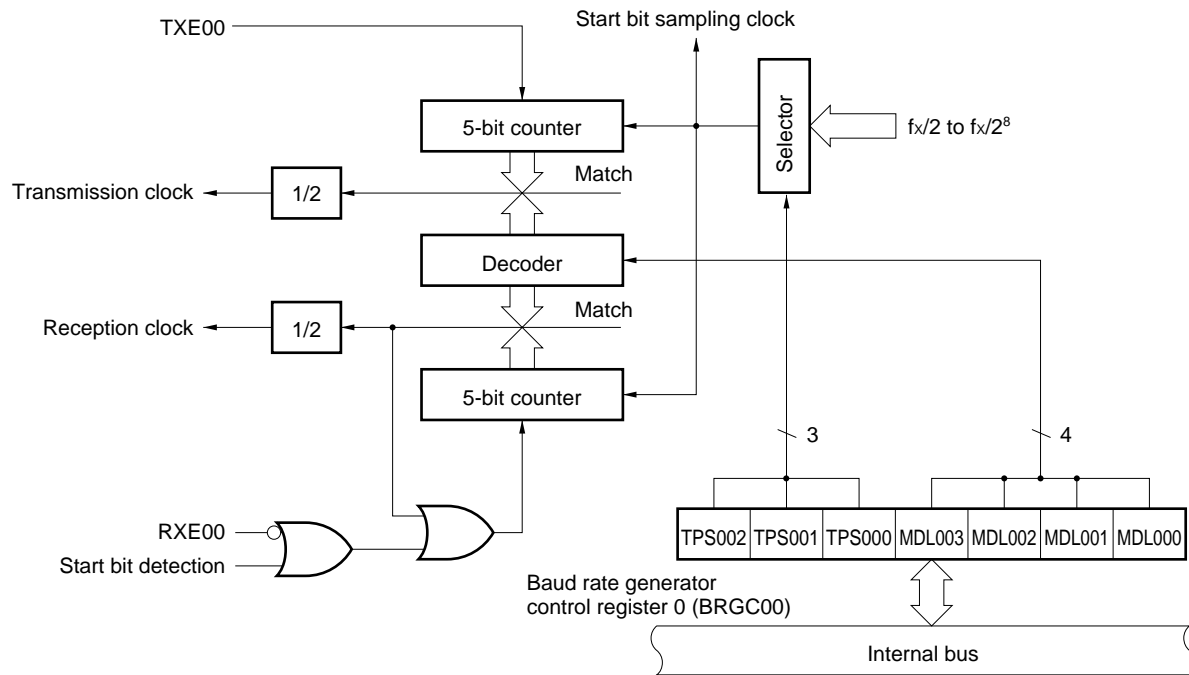 Start bit sampling clock
TXE00
5-bit counter
Selector
fX/2 to fX/2⁸
Match
Transmission clock
1/2
Decoder
Match
Reception clock
1/2
5-bit counter
3
4
RXE00
Start bit detection
TPS002 TPS001 TPS000 MDL003 MDL002 MDL001 MDL000
Baud rate generator
control register 0 (BRGC00)
Internal bus